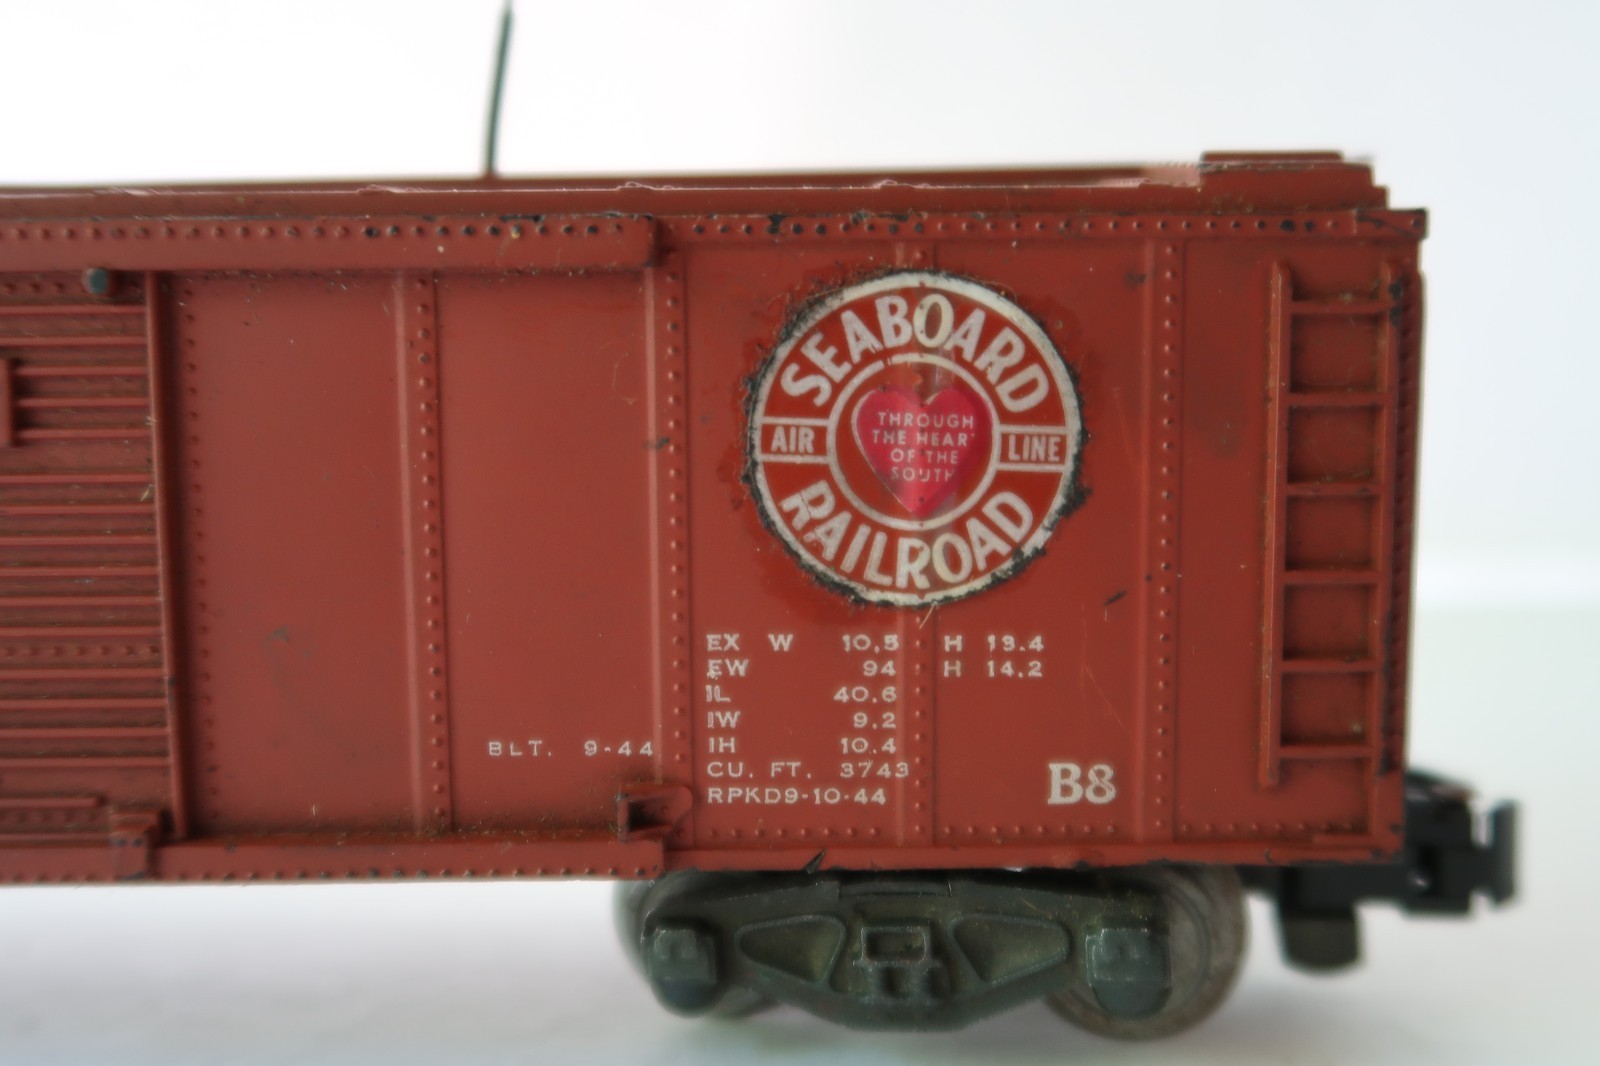 SEABOARD
AIR LINE
RAILROAD
THROUGH
THE HEAR
OF THE
SOUTH
EX W 10.5 H 13.4
EW 94 H 14.2
IL 40.6
IW 9.2
IH 10.4
CU. FT. 3743
RPKD9-10-44
BLT. 9-44
B8